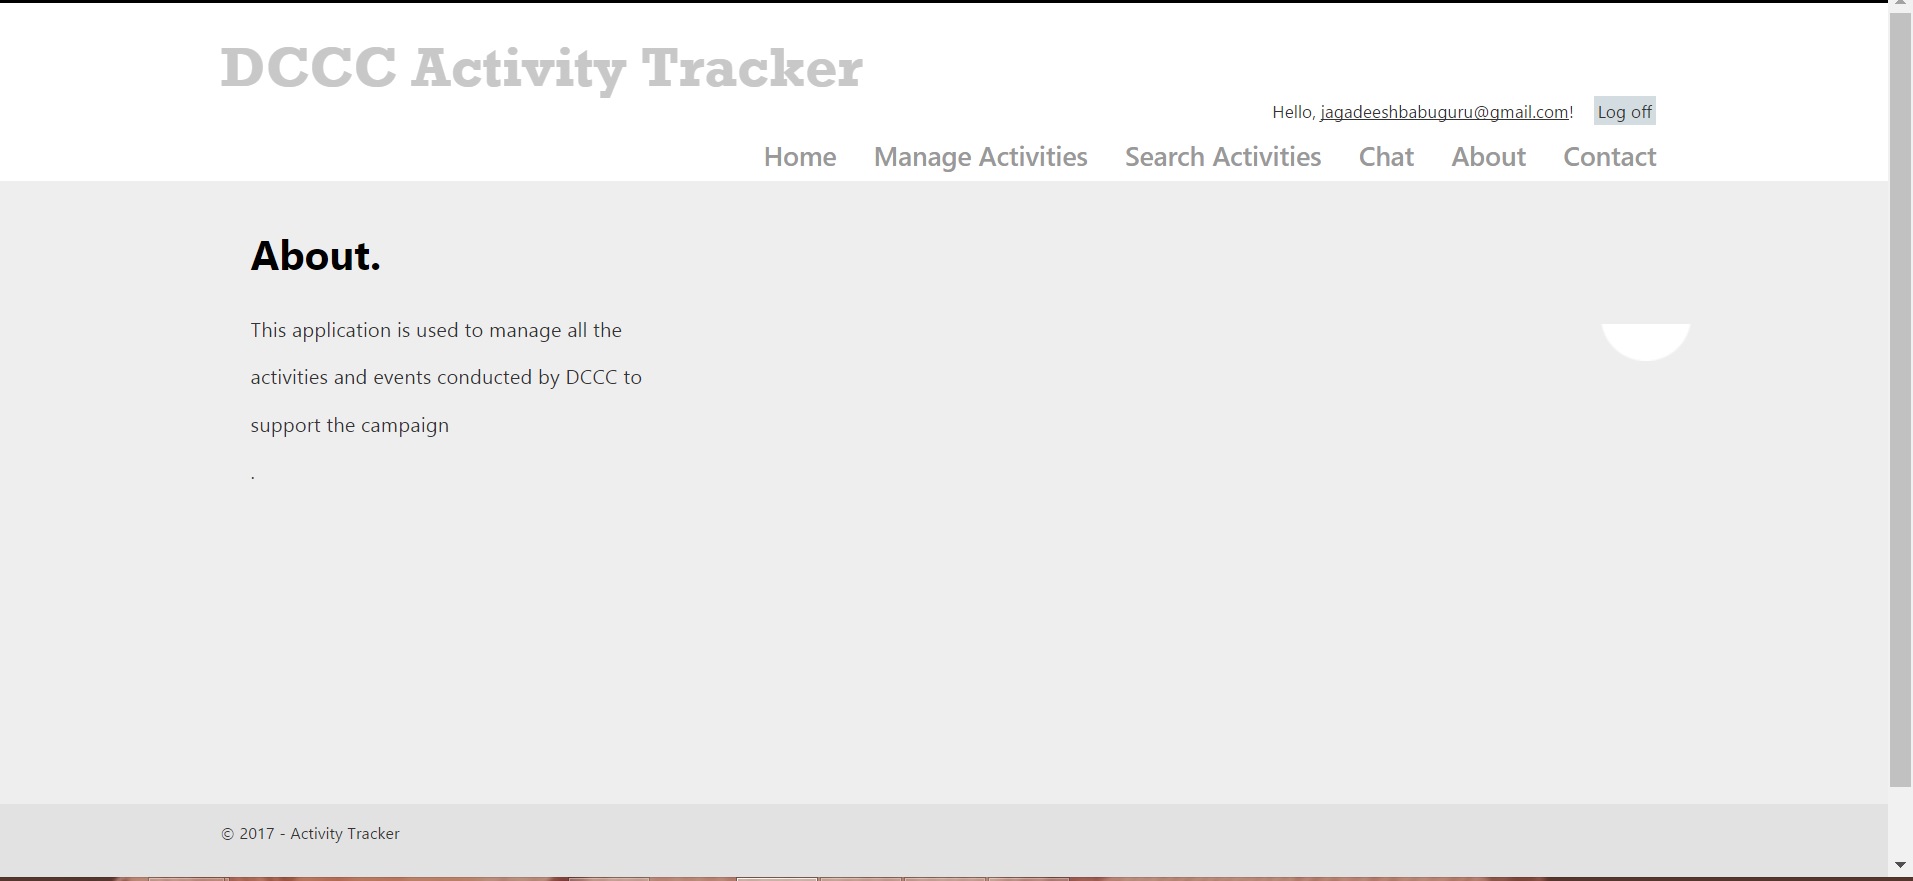 DCCC Activity Tracker
Hello, jagadeeshbabuguru@gmail.com! Log off
Home Manage Activities Search Activities Chat About Contact
About.
This application is used to manage all the
activities and events conducted by DCCC to
support the campaign
.
© 2017 - Activity Tracker